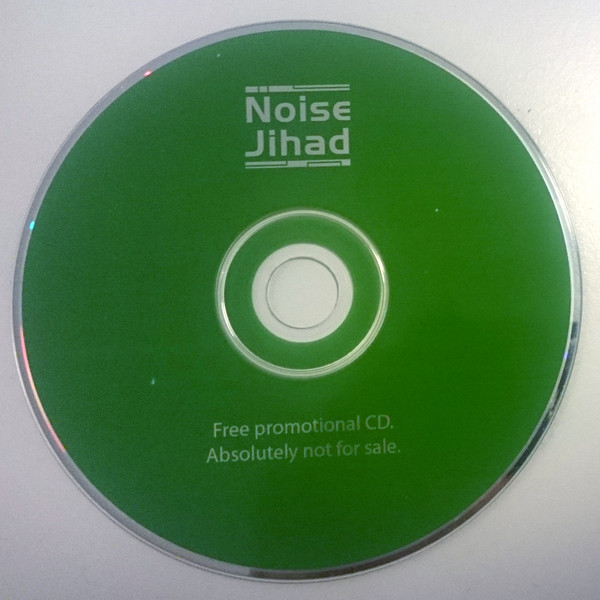 Noise
Jihad
Free promotional CD.
Absolutely not for sale.